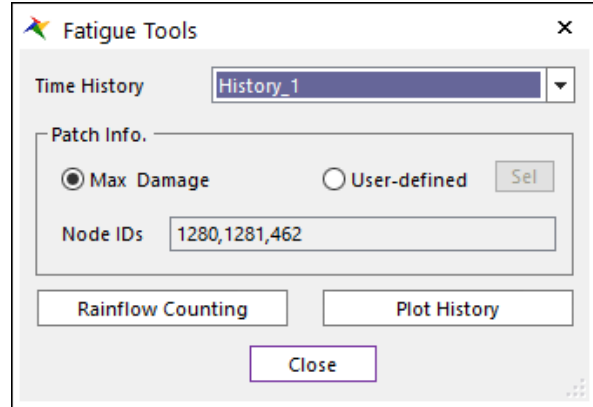 Fatigue Tools
Time History History_1
Patch Info.
Max Damage User-defined Sel
Node IDs 1280,1281,462
Rainflow Counting Plot History
Close